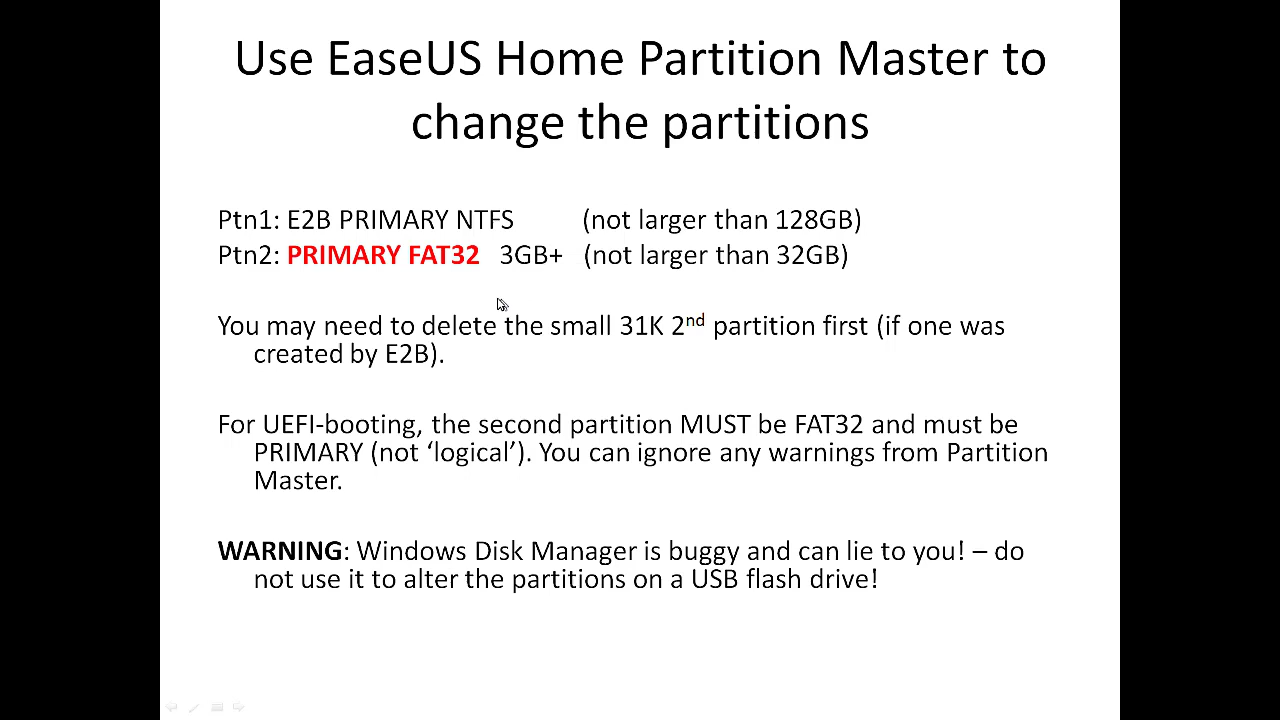 Use EaseUS Home Partition Master to
change the partitions
Ptn1: E2B PRIMARY NTFS (not larger than 128GB)
Ptn2: PRIMARY FAT32 3GB+ (not larger than 32GB)
You may need to delete the small 31K 2nd partition first (if one was
created by E2B).
For UEFI-booting, the second partition MUST be FAT32 and must be
PRIMARY (not ‘logical’). You can ignore any warnings from Partition
Master.
WARNING: Windows Disk Manager is buggy and can lie to you! – do
not use it to alter the partitions on a USB flash drive!